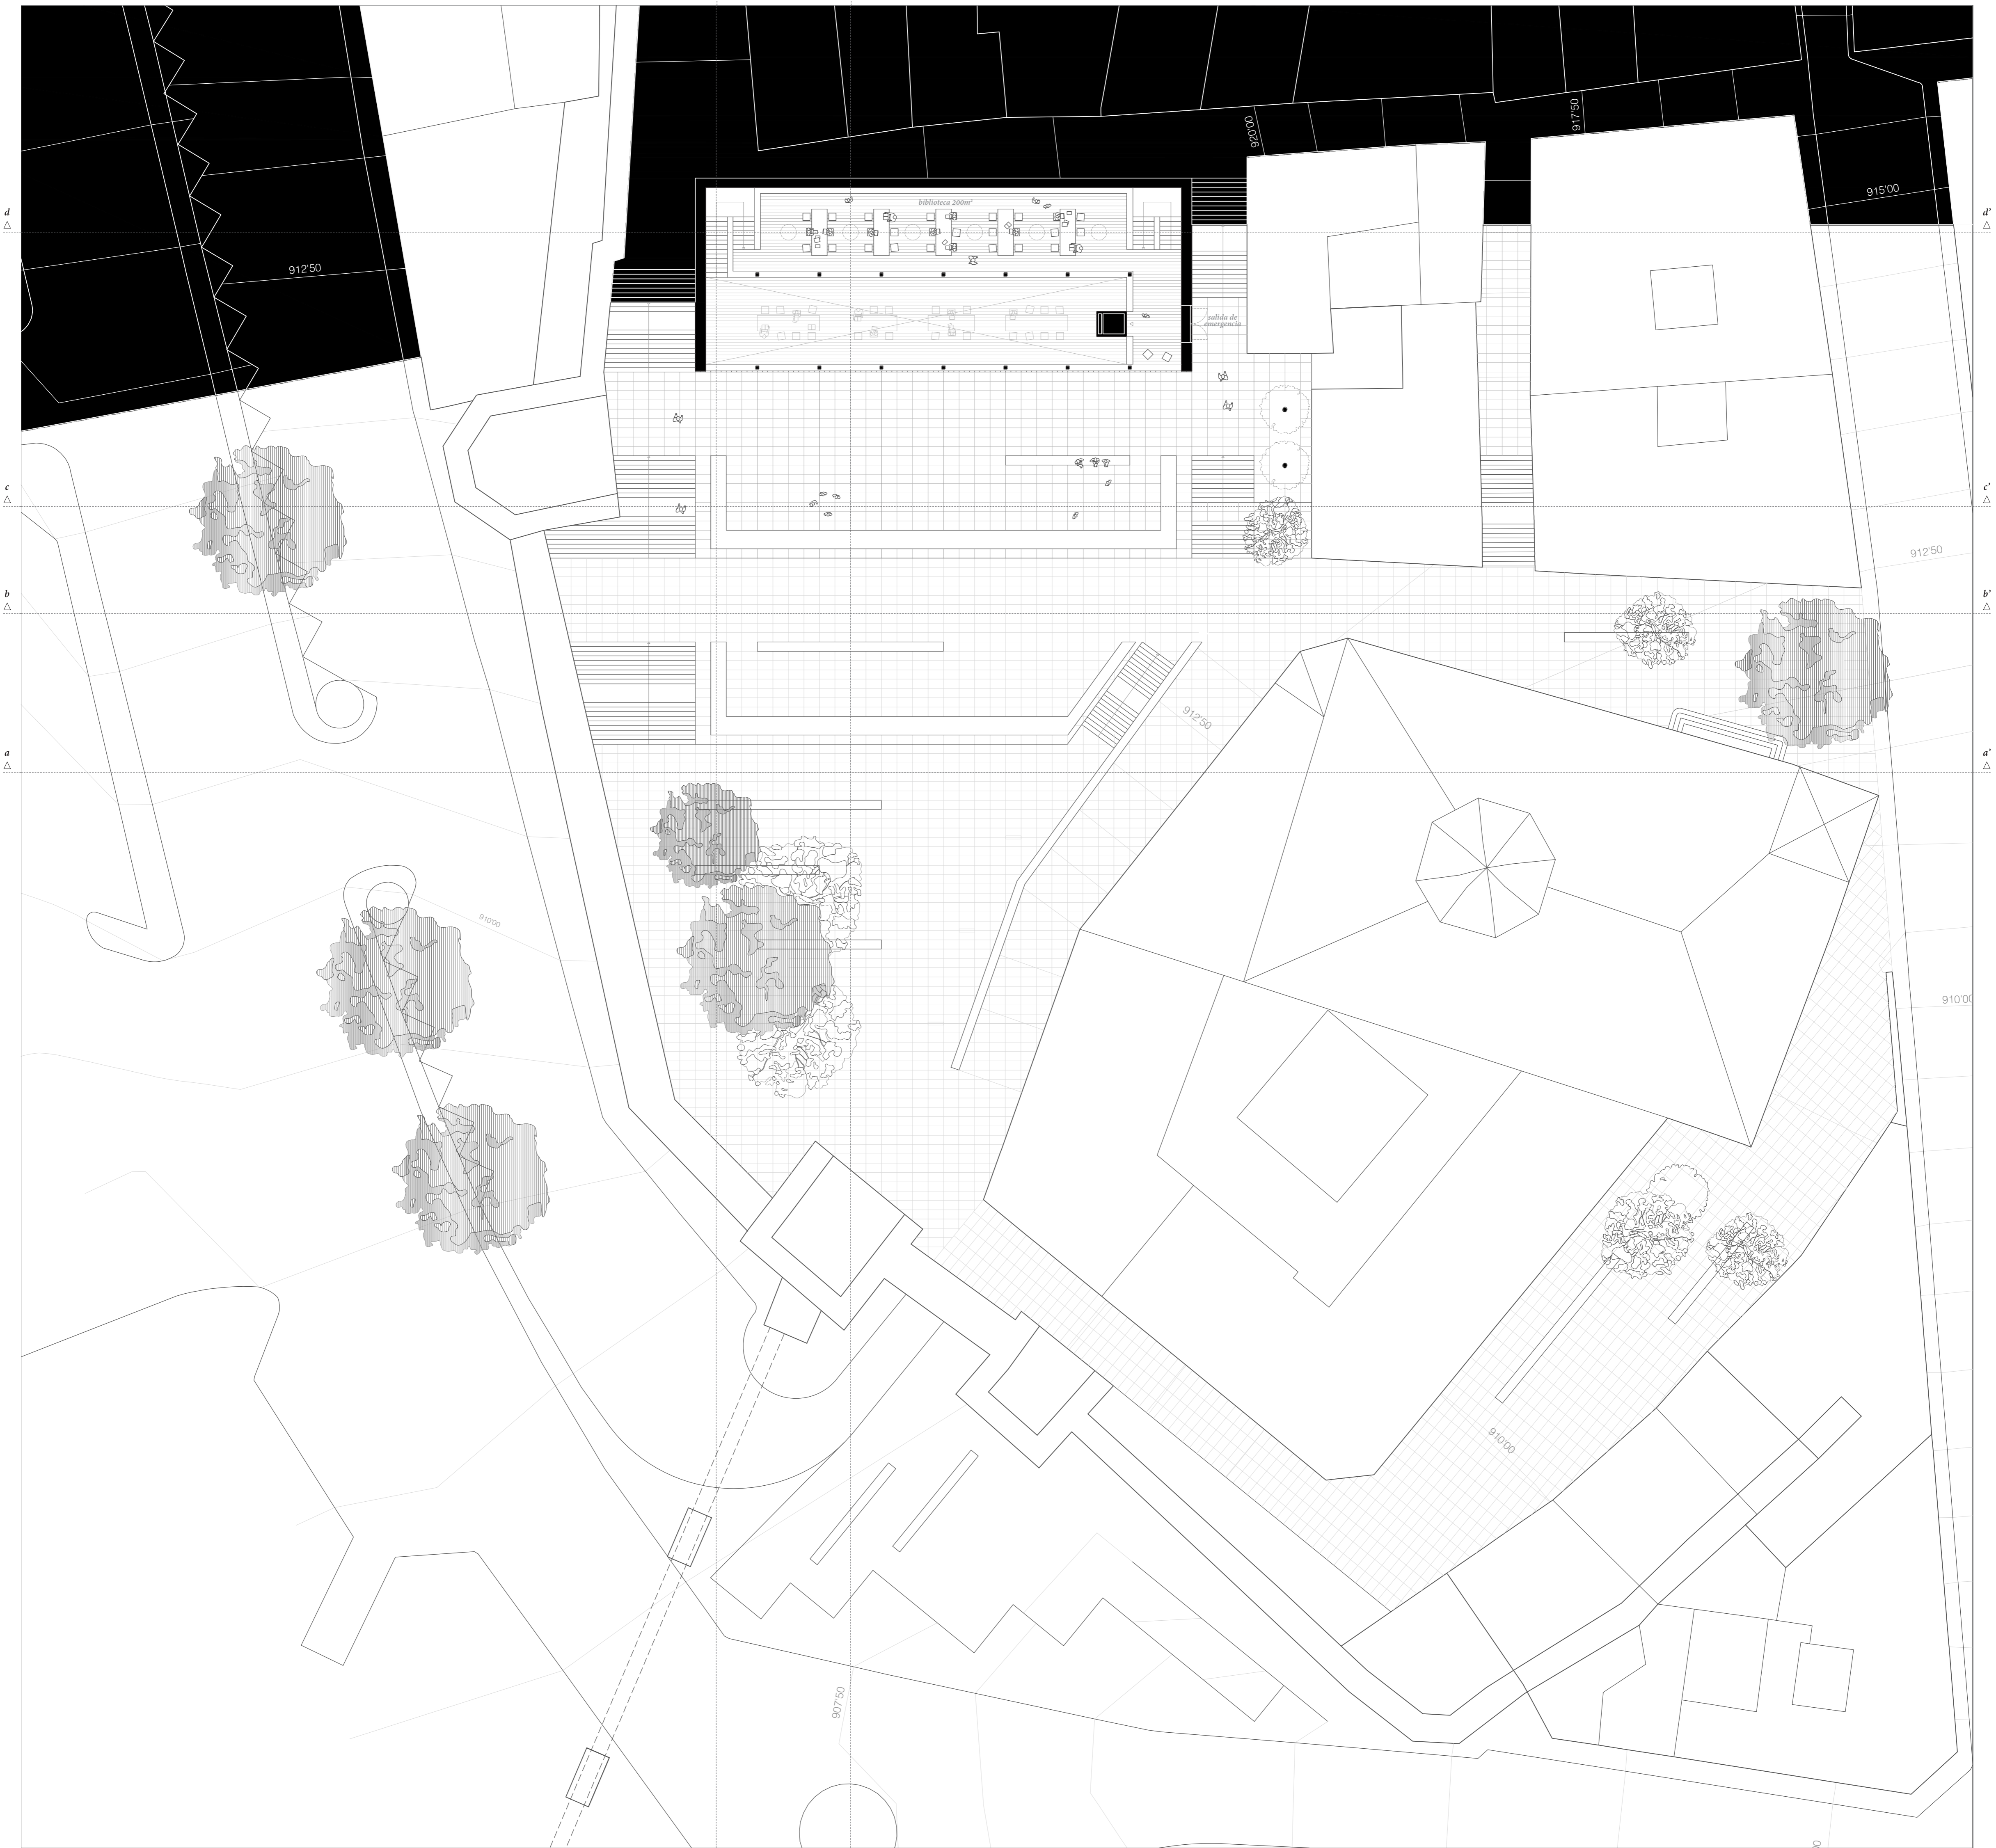 917'50
920'00
915'00
biblioteca 200m²
d
d'
912'50
salida de
emergencia
c
c'
912'50
b
b'
912'50
a
a'
910'00
910'00
910'00
907'50